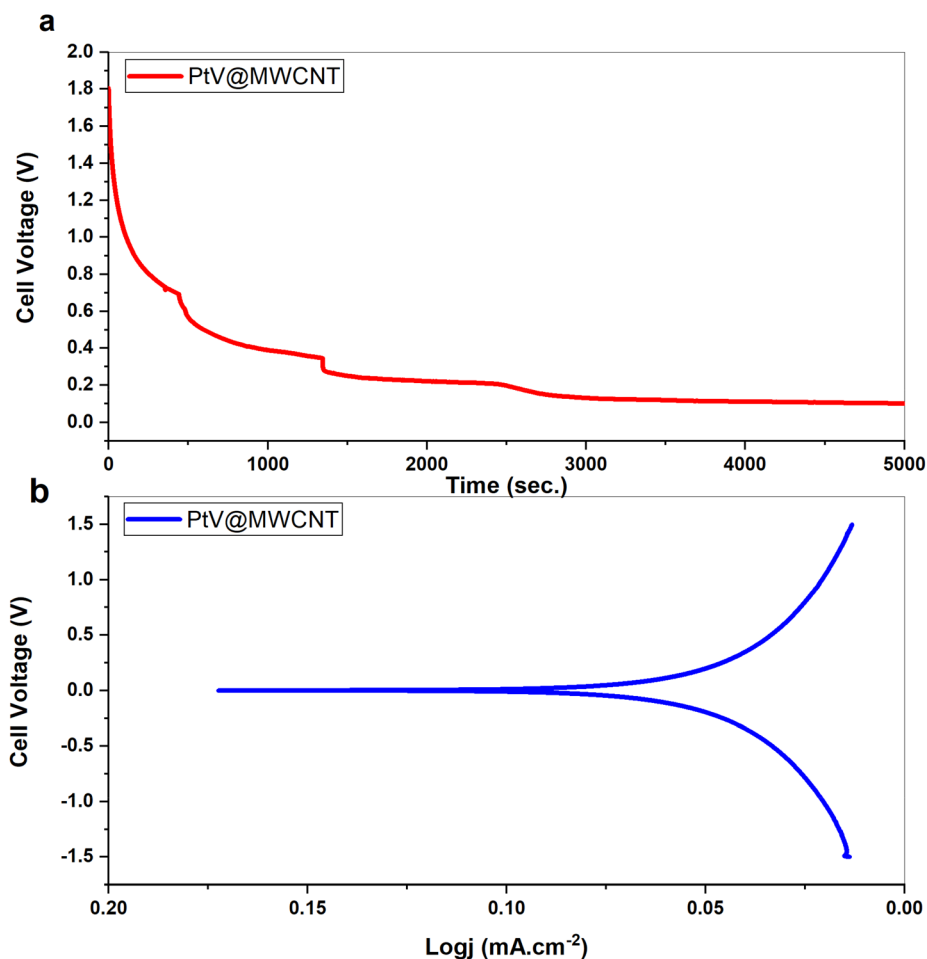 a
PtV@MWCNT
Cell Voltage (V)
2.0
1.8
1.6
1.4
1.2
1.0
0.8
0.6
0.4
0.2
0.0
0 1000 2000 3000 4000 5000
Time (sec.)
b
PtV@MWCNT
Cell Voltage (V)
1.5
1.0
0.5
0.0
-0.5
-1.0
-1.5
0.20 0.15 0.10 0.05 0.00
Logj (mA.cm⁻²)